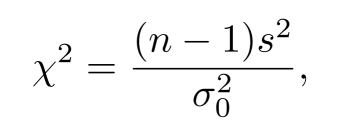 χ² = (n − 1)s² / σ₀²,